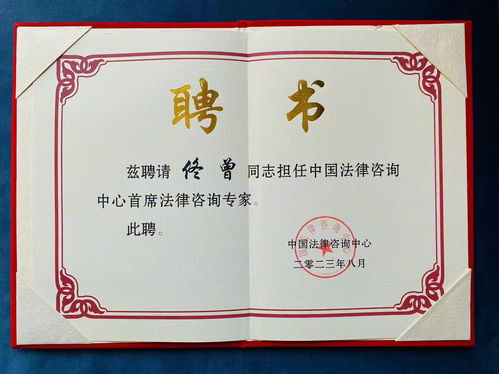 聘书
兹聘请 佟曾 同志担任中国法律咨询
中心首席法律咨询专家。
此聘。
中国法律咨询中心
二零二三年八月